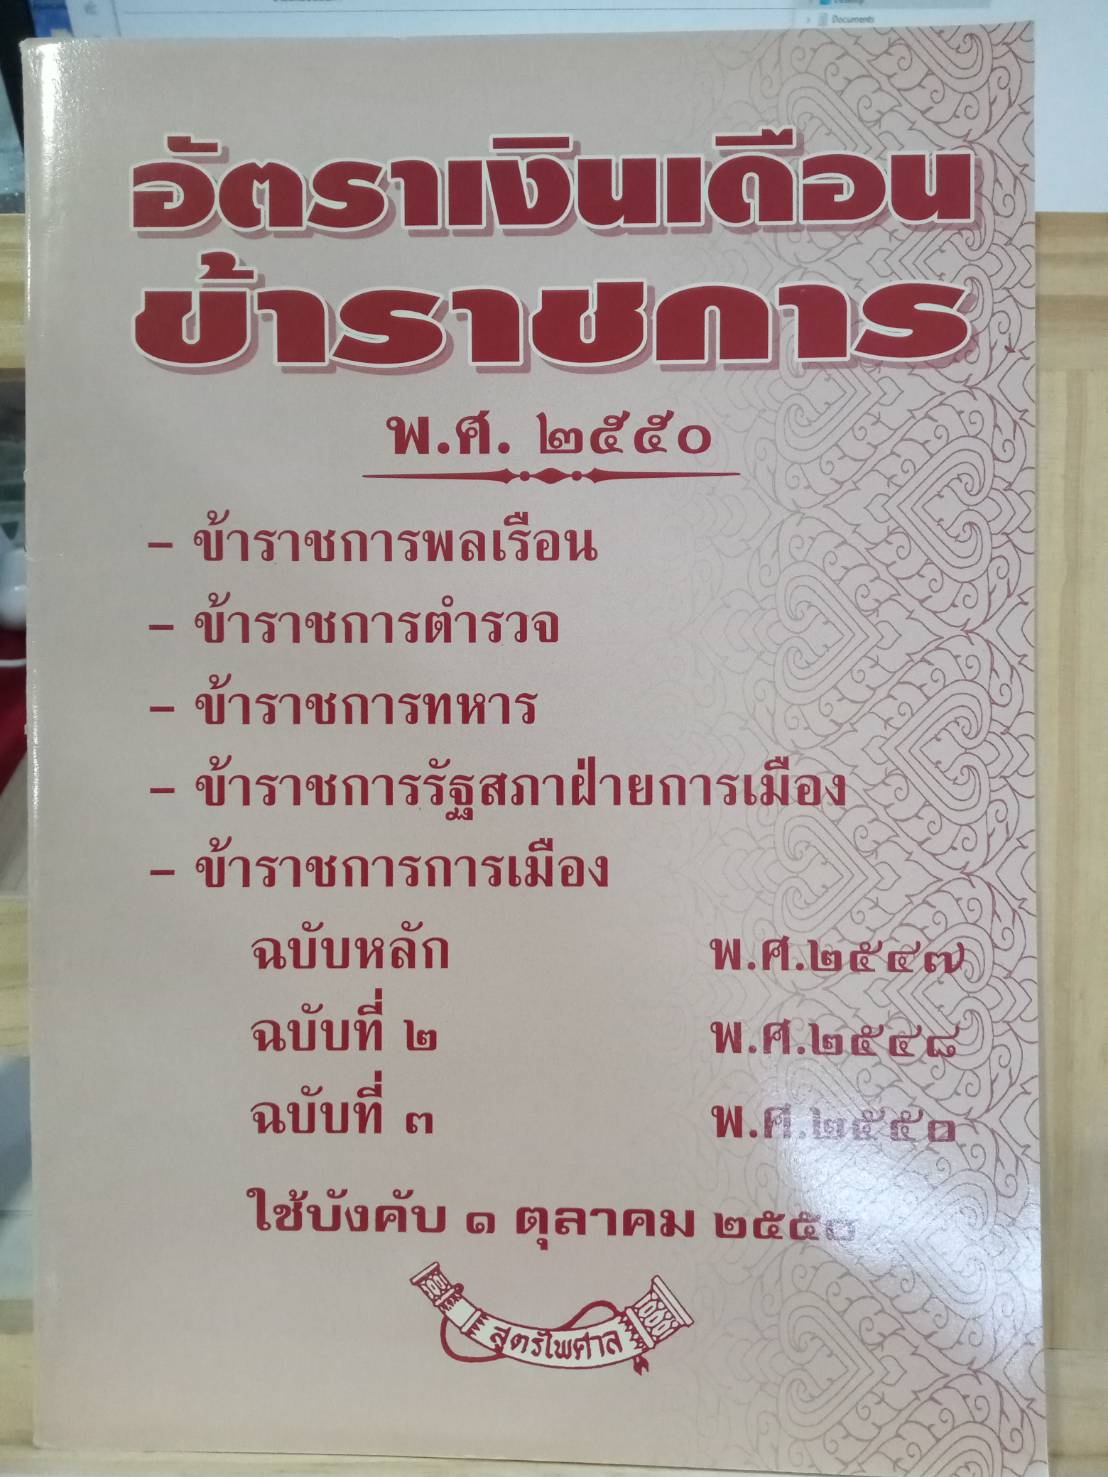 Documents
อัตราเงินเดือน
ข้าราชการ
พ.ศ. ๒๕๕๐
- ข้าราชการพลเรือน
- ข้าราชการตำรวจ
- ข้าราชการทหาร
- ข้าราชการรัฐสภาฝ่ายการเมือง
- ข้าราชการการเมือง
ฉบับหลัก พ.ศ.๒๕๔๗
ฉบับที่ ๒ พ.ศ.๒๕๔๘
ฉบับที่ ๓ พ.ศ.๒๕๕๐
ใช้บังคับ ๑ ตุลาคม ๒๕๕๐
สูตรไพศาล